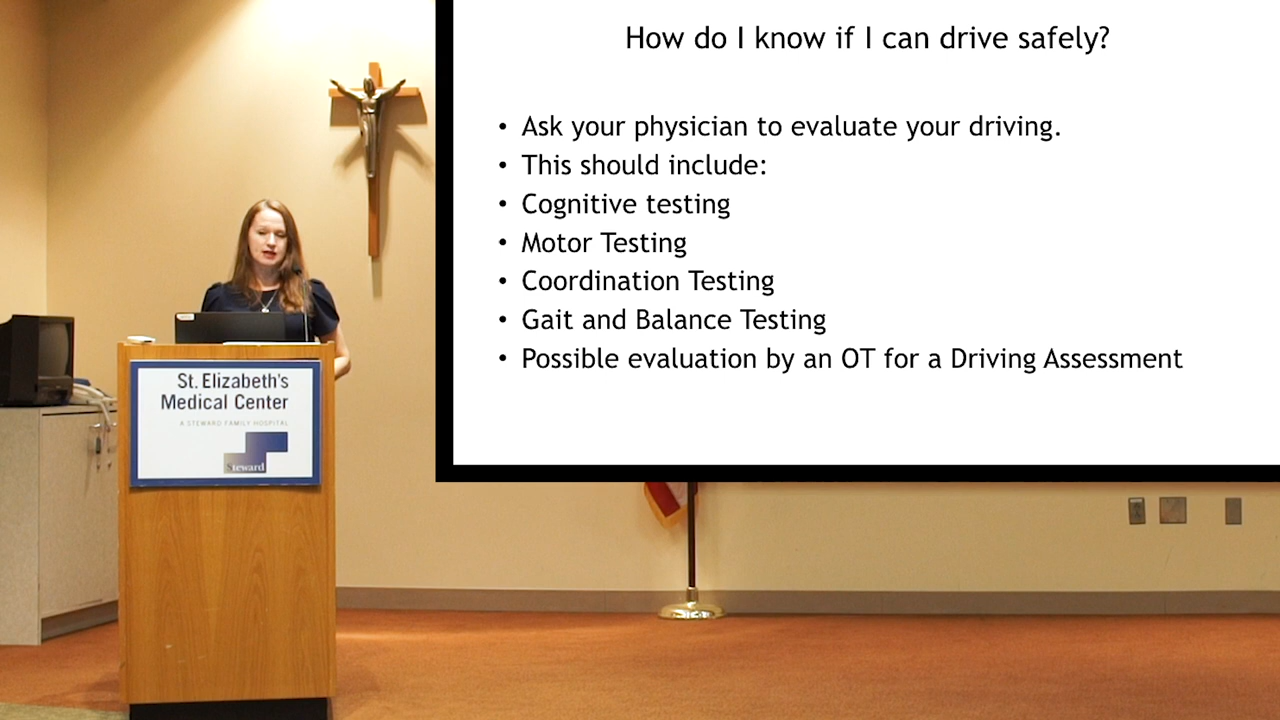 How do I know if I can drive safely?
• Ask your physician to evaluate your driving.
• This should include:
• Cognitive testing
• Motor Testing
• Coordination Testing
• Gait and Balance Testing
• Possible evaluation by an OT for a Driving Assessment
St. Elizabeth's
Medical Center
A STEWARD FAMILY HOSPITAL
Steward